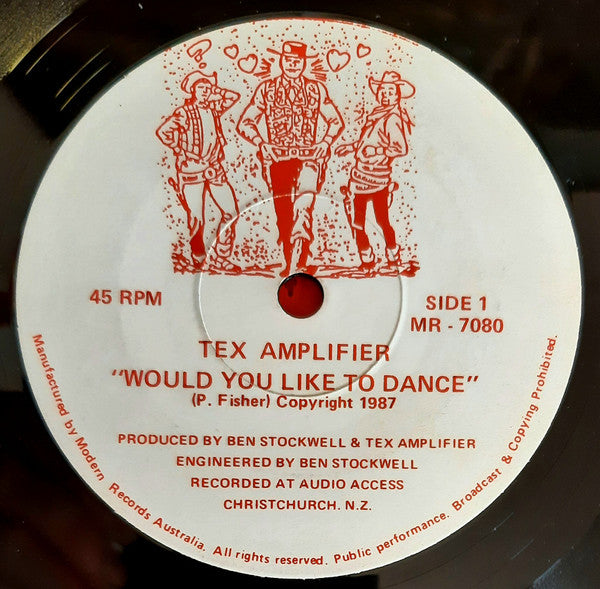 ?
45 RPM
SIDE 1
MR - 7080
TEX AMPLIFIER
"WOULD YOU LIKE TO DANCE"
(P. Fisher) Copyright 1987
PRODUCED BY BEN STOCKWELL & TEX AMPLIFIER
ENGINEERED BY BEN STOCKWELL
RECORDED AT AUDIO ACCESS
CHRISTCHURCH. N.Z.
Manufactured by Modern Records Australia. All rights reserved. Public performance. Broadcast & Copying Prohibited.